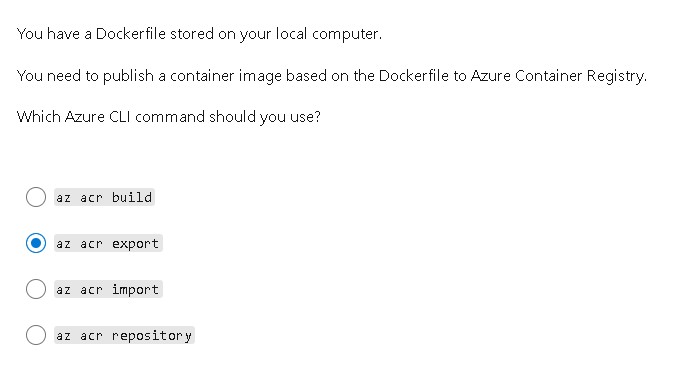 You have a Dockerfile stored on your local computer.
You need to publish a container image based on the Dockerfile to Azure Container Registry.
Which Azure CLI command should you use?
az acr build
az acr export
az acr import
az acr repository